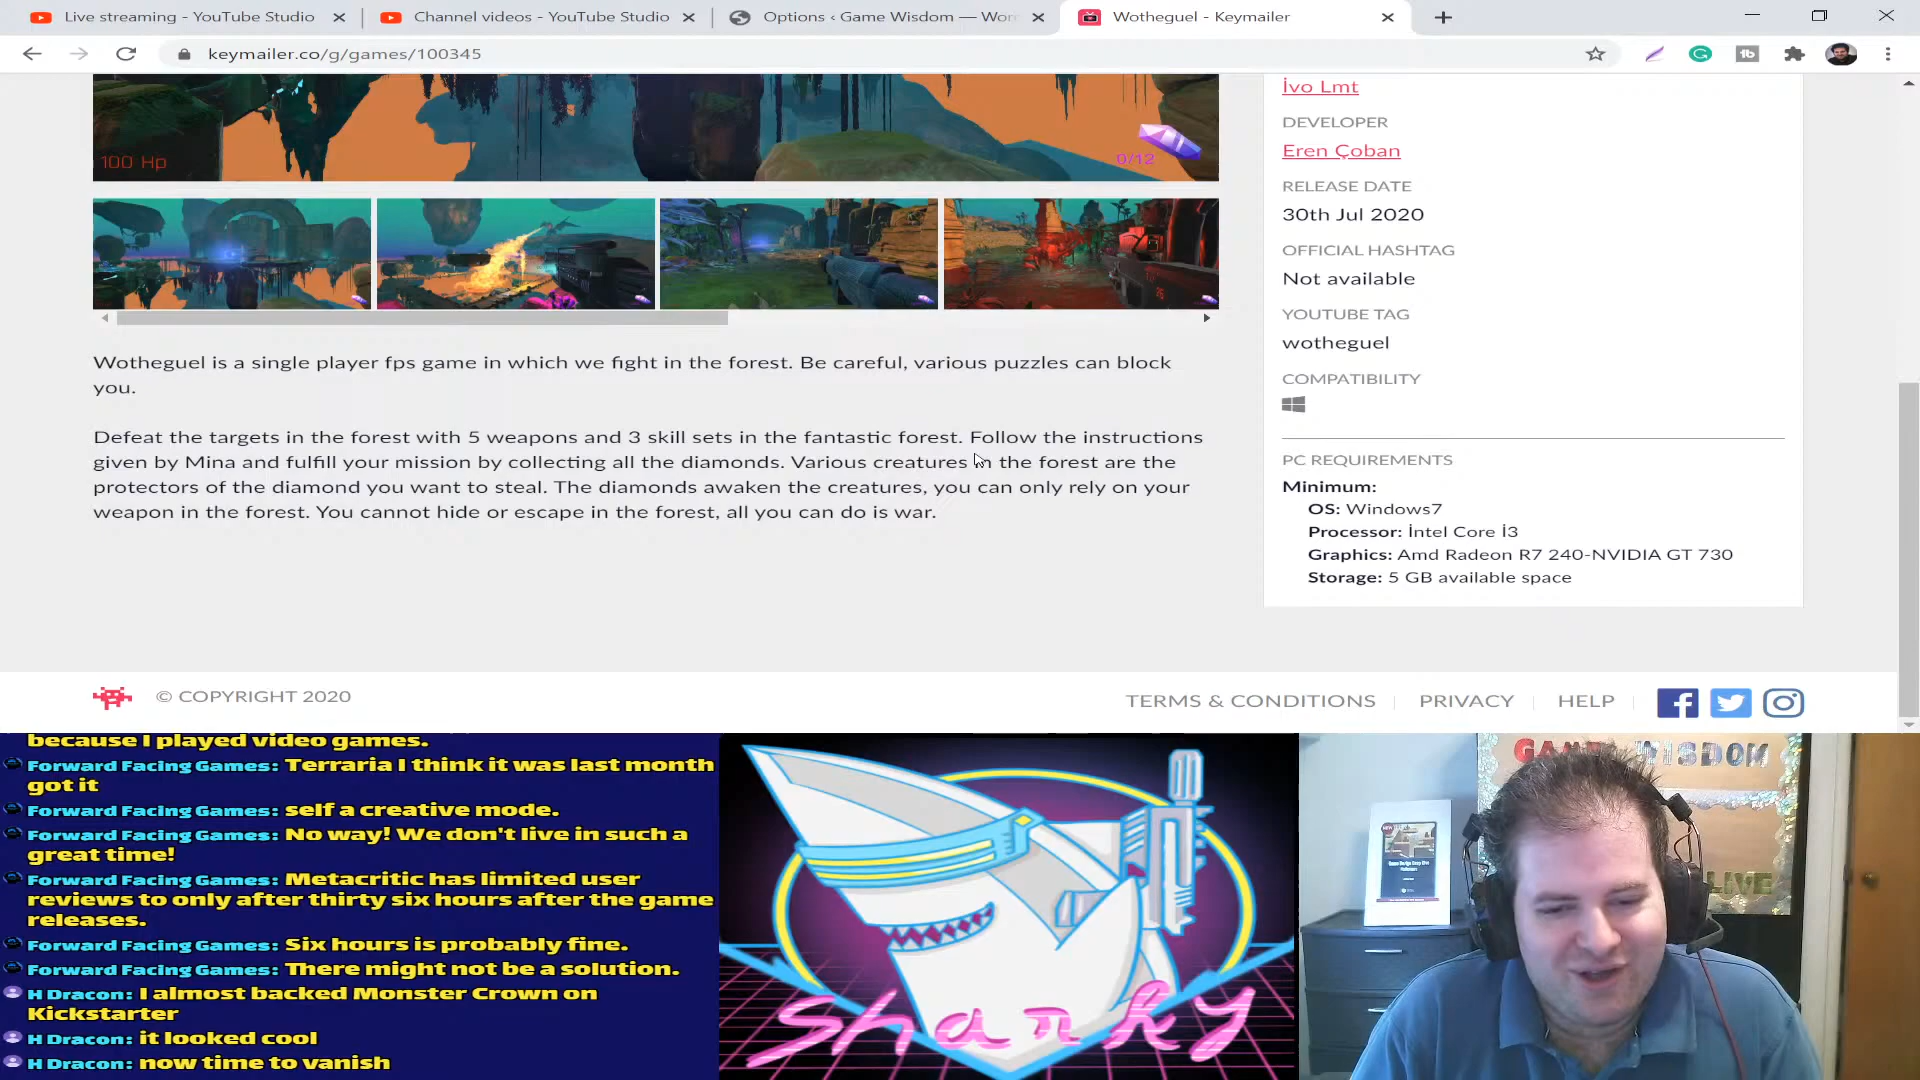 Live streaming - YouTube Studio
Channel videos - YouTube Studio
Options ‹ Game Wisdom — Wor
Wotheguel - Keymailer
keymailer.co/g/games/100345
100 Hp
0/12
Wotheguel is a single player fps game in which we fight in the forest. Be careful, various puzzles can block
you.
Defeat the targets in the forest with 5 weapons and 3 skill sets in the fantastic forest. Follow the instructions
given by Mina and fulfill your mission by collecting all the diamonds. Various creatures in the forest are the
protectors of the diamond you want to steal. The diamonds awaken the creatures, you can only rely on your
weapon in the forest. You cannot hide or escape in the forest, all you can do is war.
İvo Lmt
DEVELOPER
Eren Çoban
RELEASE DATE
30th Jul 2020
OFFICIAL HASHTAG
Not available
YOUTUBE TAG
wotheguel
COMPATIBILITY
PC REQUIREMENTS
Minimum:
OS: Windows7
Processor: İntel Core İ3
Graphics: Amd Radeon R7 240-NVIDIA GT 730
Storage: 5 GB available space
© COPYRIGHT 2020
TERMS & CONDITIONS
PRIVACY
HELP
because I played video games.
Forward Facing Games: Terraria I think it was last month
got it
Forward Facing Games: self a creative mode.
Forward Facing Games: No way! We don't live in such a
great time!
Forward Facing Games: Metacritic has limited user
reviews to only after thirty six hours after the game
releases.
Forward Facing Games: Six hours is probably fine.
Forward Facing Games: There might not be a solution.
H Dracon: I almost backed Monster Crown on
Kickstarter
H Dracon: it looked cool
H Dracon: now time to vanish
Sharky
GAME WISDOM
LIVE